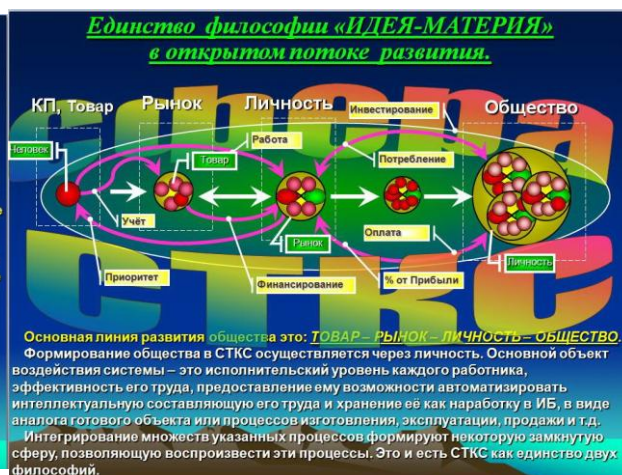 Единство философии «ИДЕЯ-МАТЕРИЯ»
в открытом потоке развития.
КП, Товар
Рынок
Личность
Инвестирование
Общество
Работа
Человек
Товар
Потребление
Учёт
Оплата
Рынок
Приоритет
Финансирование
% от Прибыли
Личность
сфера
СТКС
Основная линия развития общества это: ТОВАР – РЫНОК – ЛИЧНОСТЬ – ОБЩЕСТВО.
Формирование общества в СТКС осуществляется через личность. Основной объект
воздействия системы – это исполнительский уровень каждого работника,
эффективность его труда, предоставление ему возможности автоматизировать
интеллектуальную составляющую его труда и хранение её как наработку в ИБ, в виде
аналога готового объекта или процессов изготовления, эксплуатации, продажи и т.д.
Интегрирование множеств указанных процессов формируют некоторую замкнутую
сферу, позволяющую воспроизвести эти процессы. Это и есть СТКС как единство двух
философий.